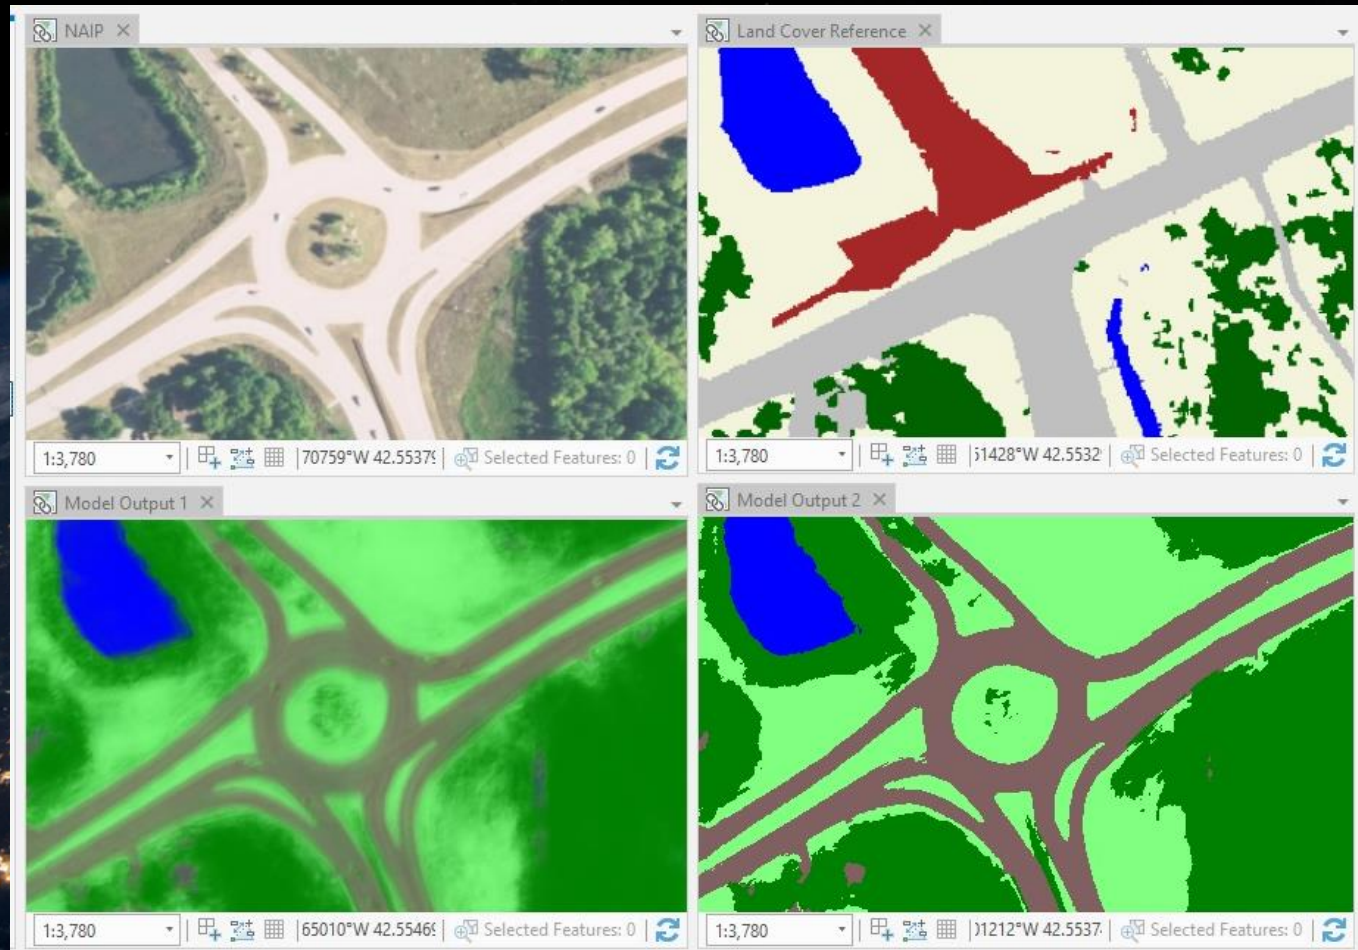 NAIP
Land Cover Reference
1:3,780 |70759°W 42.5537 Selected Features: 0
1:3,780 51428°W 42.5532 Selected Features: 0
Model Output 1
Model Output 2
1:3,780 |65010°W 42.5546 Selected Features: 0
1:3,780 1212°W 42.5537 Selected Features: 0